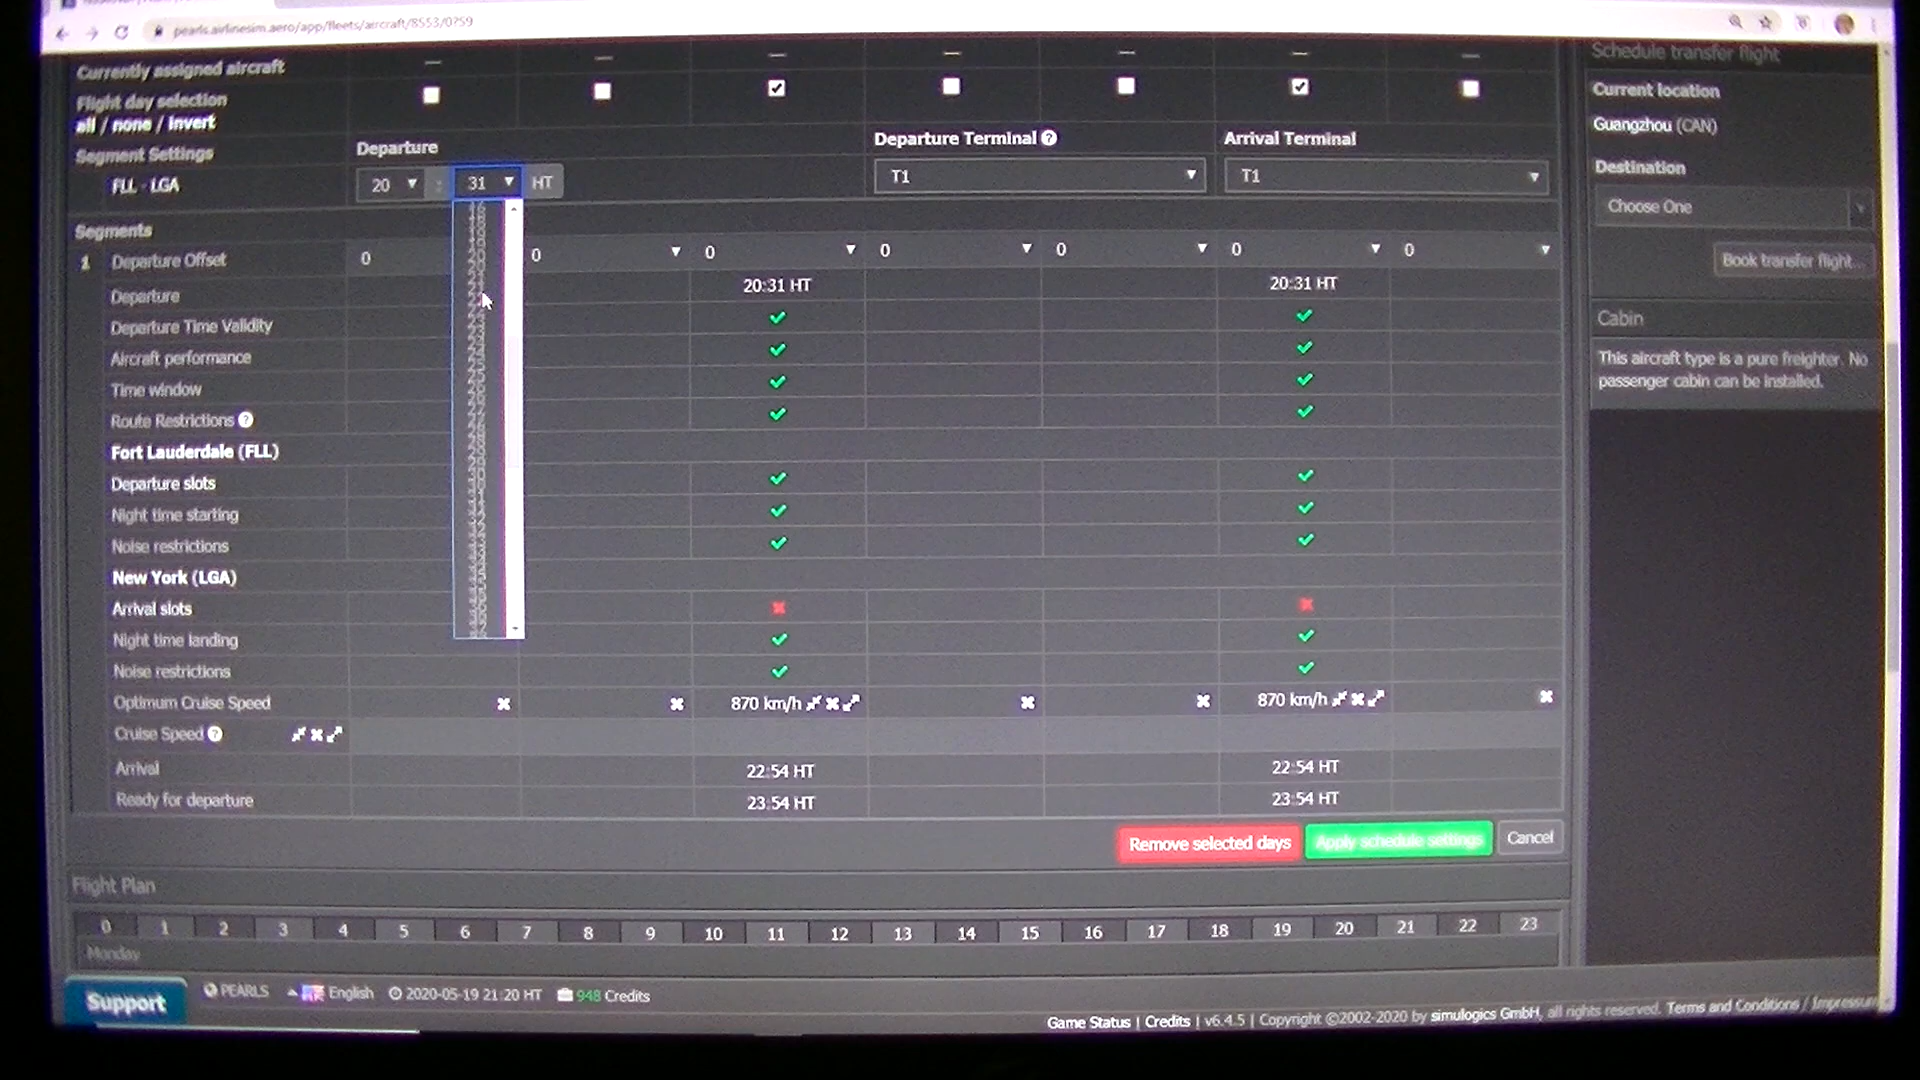 pearls.airlinesim.aero/app/fleets/aircraft/8553/0?59
Currently assigned aircraft
Flight day selection
all / none / invert
Segment Settings
Departure
Departure Terminal
Arrival Terminal
FLL - LGA
20 : 31 HT
T1
T1
Segments
1 Departure Offset 0 0 0 0 0 0 0
Departure 20:31 HT 20:31 HT
Departure Time Validity
Aircraft performance
Time window
Route Restrictions
Fort Lauderdale (FLL)
Departure slots
Night time starting
Noise restrictions
New York (LGA)
Arrival slots
Night time landing
Noise restrictions
Optimum Cruise Speed 870 km/h 870 km/h
Cruise Speed
Arrival 22:54 HT 22:54 HT
Ready for departure 23:54 HT 23:54 HT
Remove selected days Apply schedule settings Cancel
Flight Plan
0 1 2 3 4 5 6 7 8 9 10 11 12 13 14 15 16 17 18 19 20 21 22 23
Monday
Schedule transfer flight
Current location
Guangzhou (CAN)
Destination
Choose One
Book transfer flight...
Cabin
This aircraft type is a pure freighter. No
passenger cabin can be installed.
Support
PEARLS English 2020-05-19 21:20 HT 948 Credits
Game Status | Credits | v6.4.5 | Copyright ©2002-2020 by simulogics GmbH, all rights reserved. Terms and Conditions / Impressum